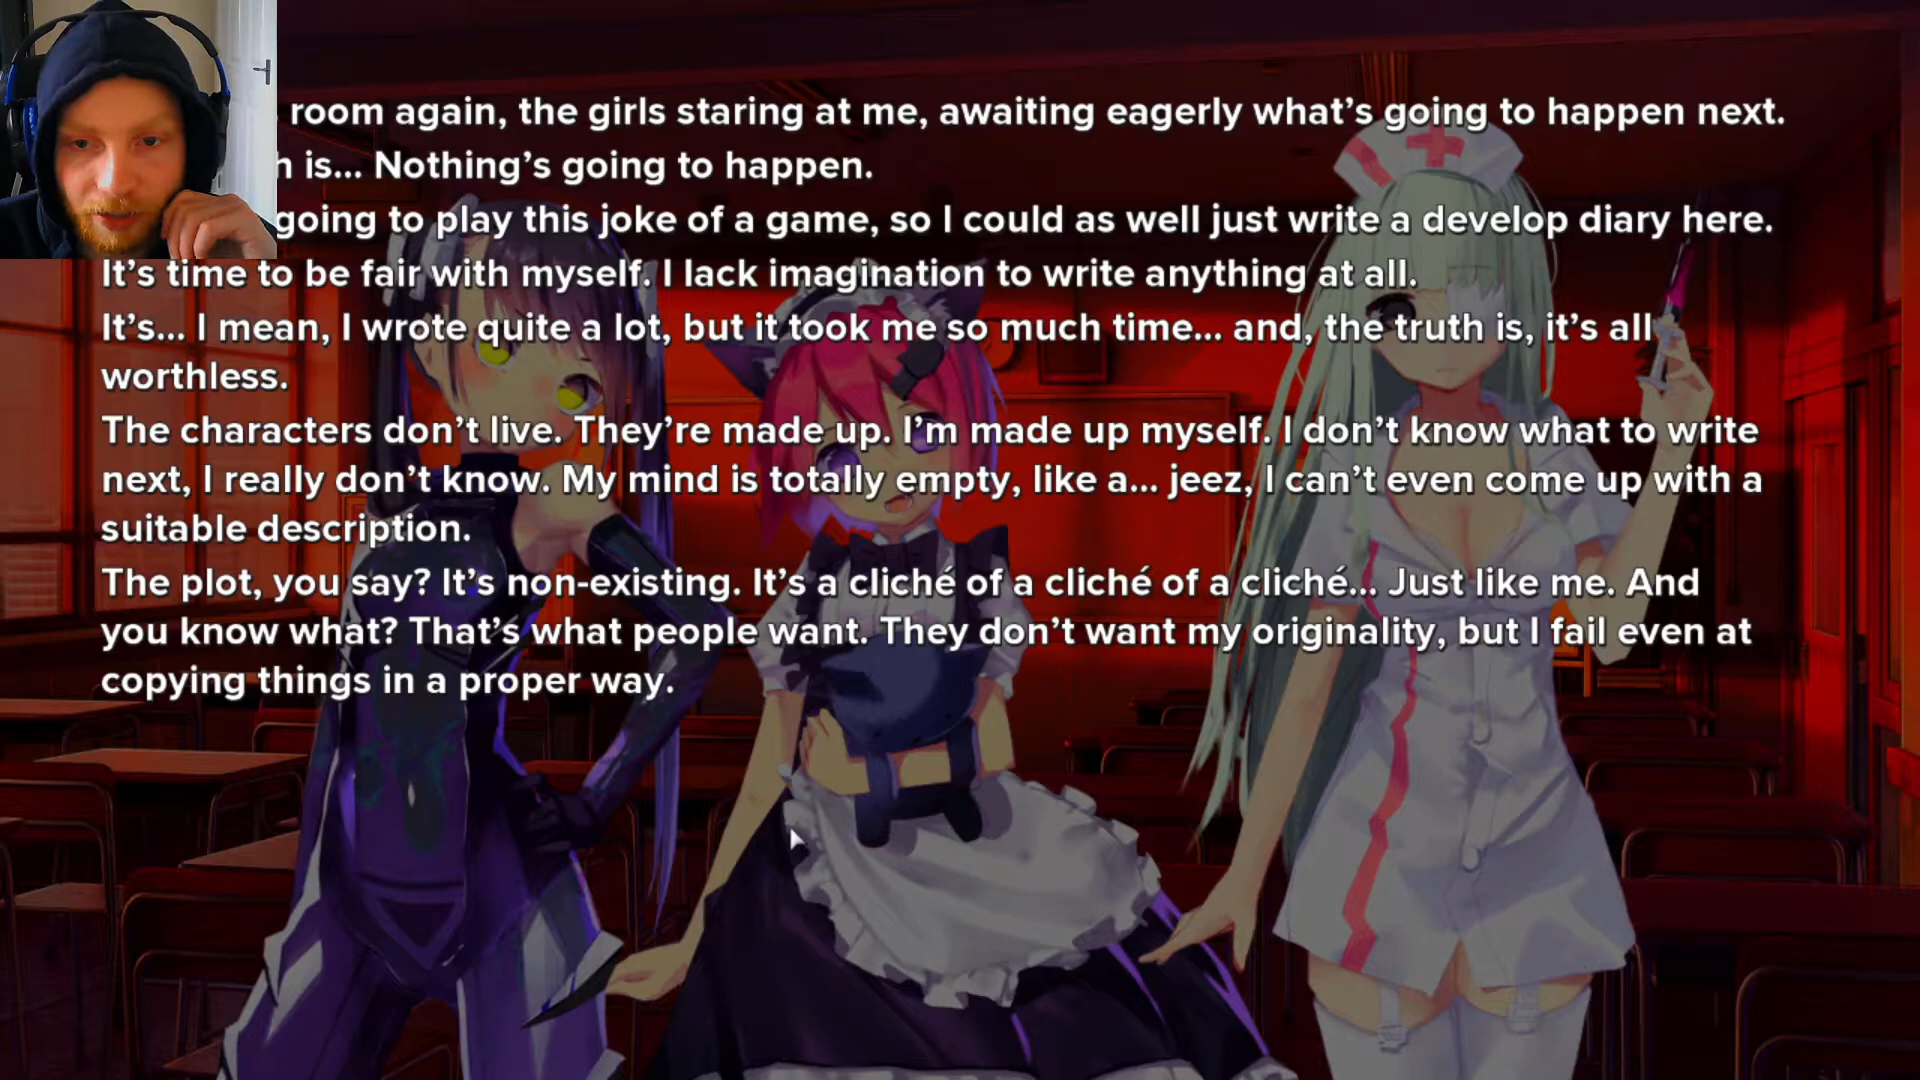 room again, the girls staring at me, awaiting eagerly what's going to happen next.
is... Nothing's going to happen.
going to play this joke of a game, so I could as well just write a develop diary here.
It's time to be fair with myself. I lack imagination to write anything at all.
It's... I mean, I wrote quite a lot, but it took me so much time... and, the truth is, it's all
worthless.
The characters don't live. They're made up. I'm made up myself. I don't know what to write
next, I really don't know. My mind is totally empty, like a... jeez, I can't even come up with a
suitable description.
The plot, you say? It's non-existing. It's a cliché of a cliché of a cliché... Just like me. And
you know what? That's what people want. They don't want my originality, but I fail even at
copying things in a proper way.